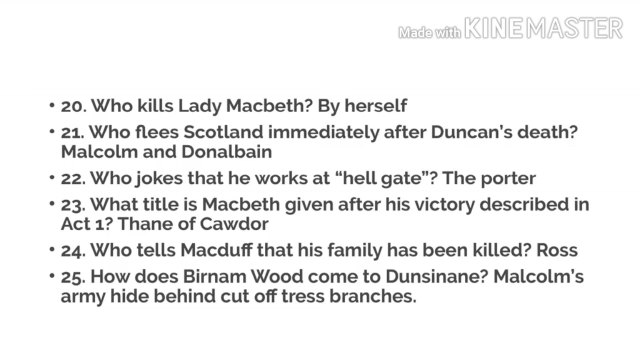 Made with KINEMASTER
• 20. Who kills Lady Macbeth? By herself
• 21. Who flees Scotland immediately after Duncan's death?
Malcolm and Donalbain
• 22. Who jokes that he works at “hell gate”? The porter
• 23. What title is Macbeth given after his victory described in
Act 1? Thane of Cawdor
• 24. Who tells Macduff that his family has been killed? Ross
• 25. How does Birnam Wood come to Dunsinane? Malcolm's
army hide behind cut off tress branches.